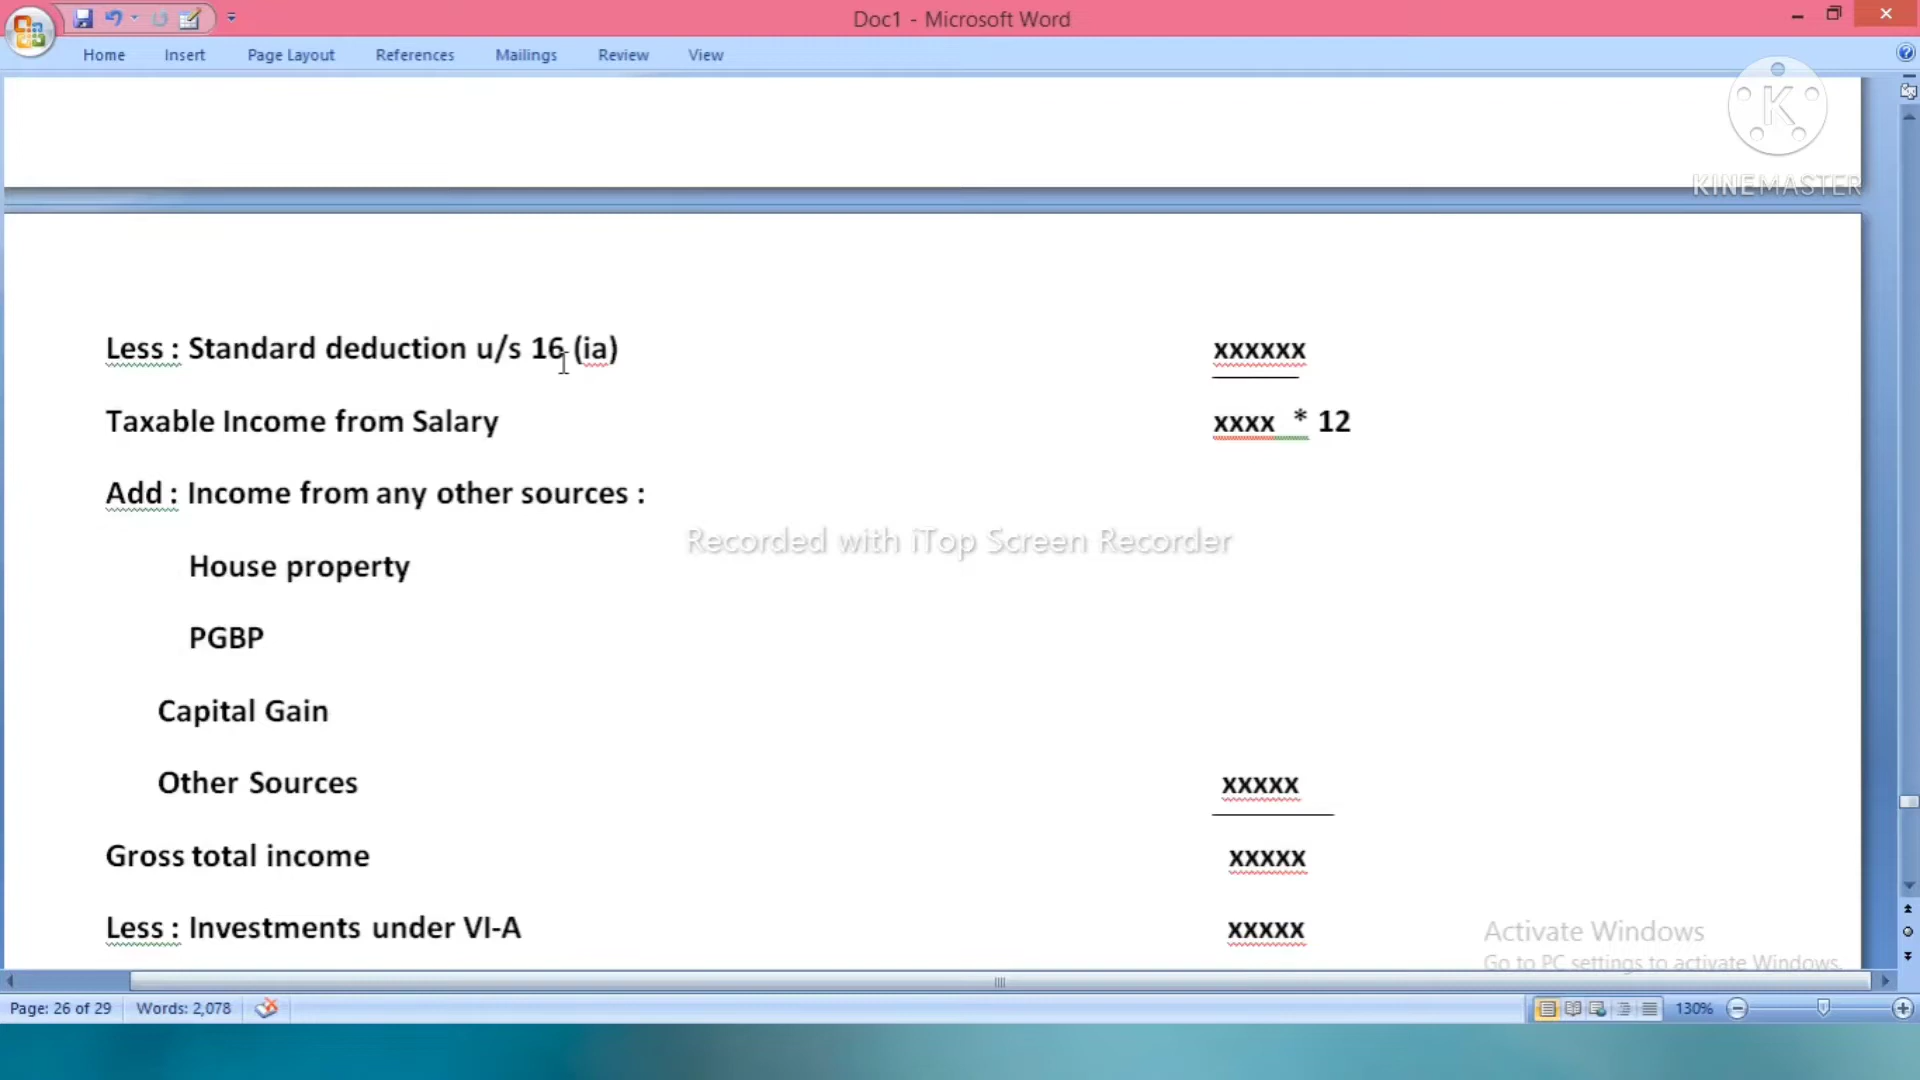 Doc1 - Microsoft Word
Home Insert Page Layout References Mailings Review View
K
KINEMASTER
Less : Standard deduction u/s 16 (ia) xxxxxx
Taxable Income from Salary xxxx * 12
Add : Income from any other sources :
Recorded with iTop Screen Recorder
House property
PGBP
Capital Gain
Other Sources xxxxx
Gross total income xxxxx
Less : Investments under VI-A xxxxx
Activate Windows
Go to PC settings to activate Windows.
Page: 26 of 29 Words: 2,078 130%